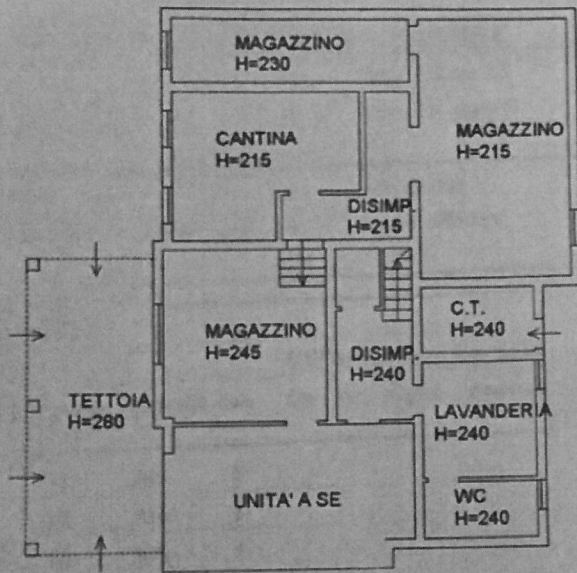 MAGAZZINO
H=230
CANTINA
H=215
MAGAZZINO
H=215
DISIMP.
H=215
MAGAZZINO
H=245
C.T.
H=240
DISIMP.
H=240
TETTOIA
H=280
LAVANDERIA
H=240
UNITA' A SE
WC
H=240